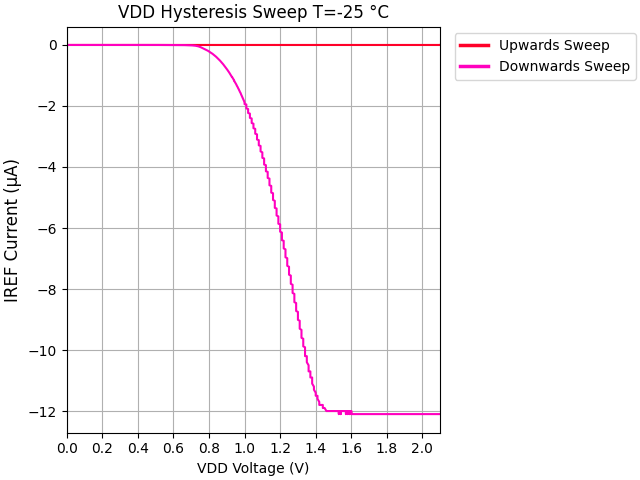 VDD Hysteresis Sweep T=-25 °C
Upwards Sweep
Downwards Sweep
IREF Current (µA)
0
−2
−4
−6
−8
−10
−12
0.0 0.2 0.4 0.6 0.8 1.0 1.2 1.4 1.6 1.8 2.0
VDD Voltage (V)